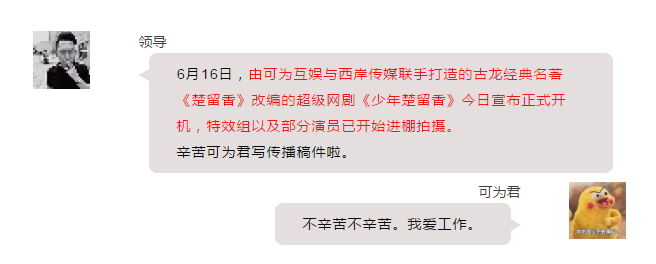 领导
6月16日，由可为互娱与西岸传媒联手打造的古龙经典名著
《楚留香》改编的超级网剧《少年楚留香》今日宣布正式开
机，特效组以及部分演员已开始进棚拍摄。
辛苦可为君写传播稿件啦。
可为君
不辛苦不辛苦。我爱工作。